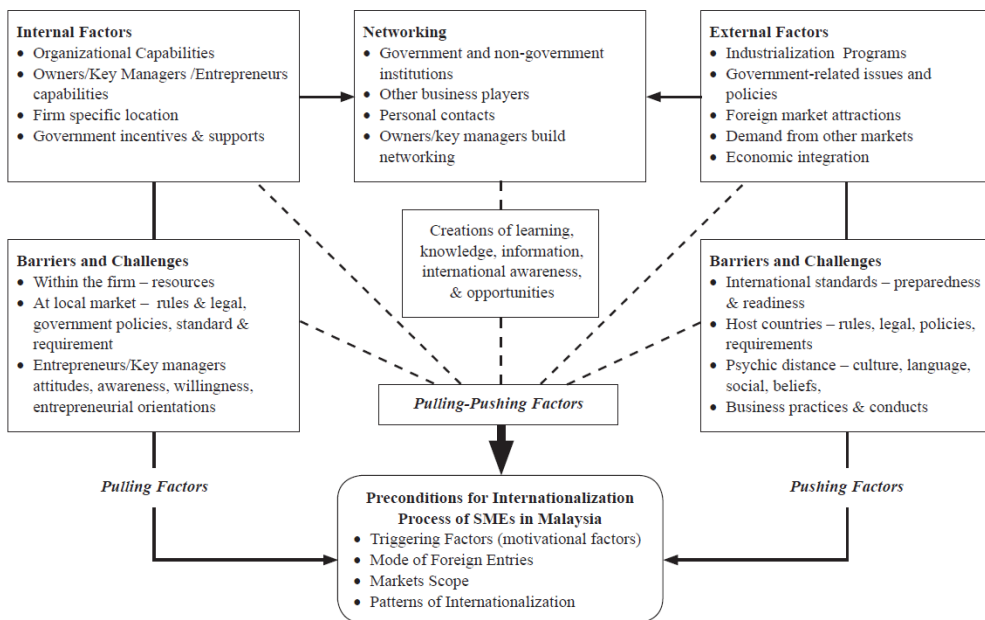 Internal Factors
• Organizational Capabilities
• Owners/Key Managers /Entrepreneurs
capabilities
• Firm specific location
• Government incentives & supports
Networking
• Government and non-government
institutions
• Other business players
• Personal contacts
• Owners/key managers build
networking
External Factors
• Industrialization Programs
• Government-related issues and
policies
• Foreign market attractions
• Demand from other markets
• Economic integration
Creations of learning,
knowledge, information,
international awareness,
& opportunities
Barriers and Challenges
• Within the firm – resources
• At local market – rules & legal,
government policies, standard &
requirement
• Entrepreneurs/Key managers
attitudes, awareness, willingness,
entrepreneurial orientations
Barriers and Challenges
• International standards – preparedness
& readiness
• Host countries – rules, legal, policies,
requirements
• Psychic distance – culture, language,
social, beliefs,
• Business practices & conducts
Pulling-Pushing Factors
Pulling Factors
Pushing Factors
Preconditions for Internationalization
Process of SMEs in Malaysia
• Triggering Factors (motivational factors)
• Mode of Foreign Entries
• Markets Scope
• Patterns of Internationalization